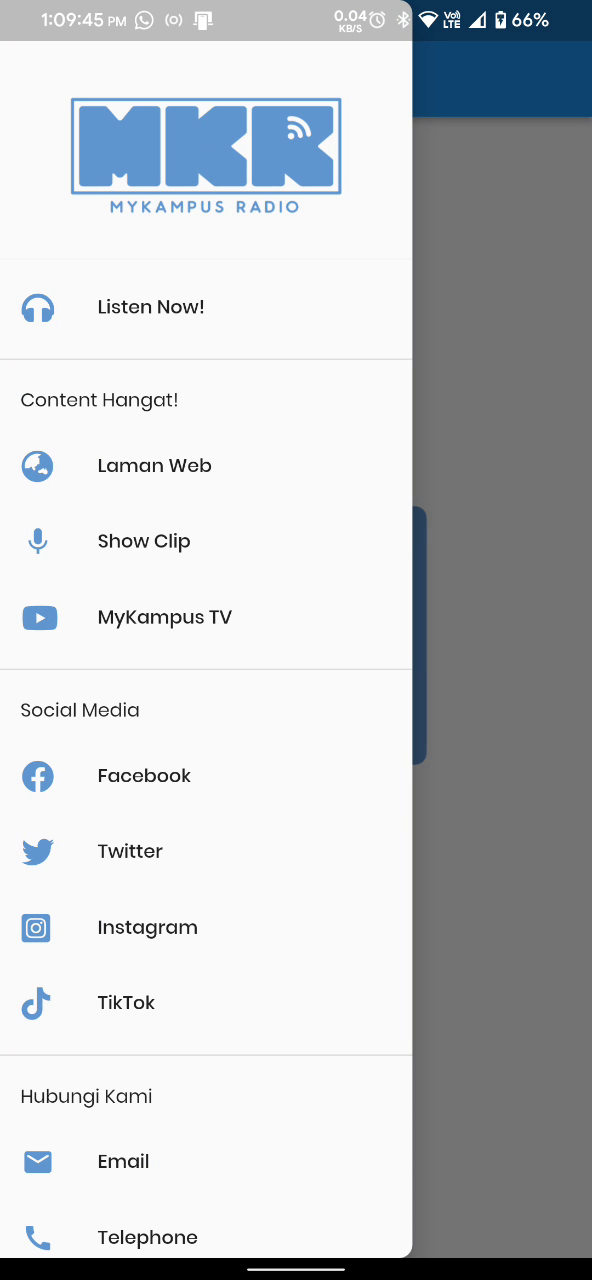 1:09:45 PM 0.04 KB/S Vo) LTE 66%
MKR
MYKAMPUS RADIO
Listen Now!
Content Hangat!
Laman Web
Show Clip
MyKampus TV
Social Media
Facebook
Twitter
Instagram
TikTok
Hubungi Kami
Email
Telephone